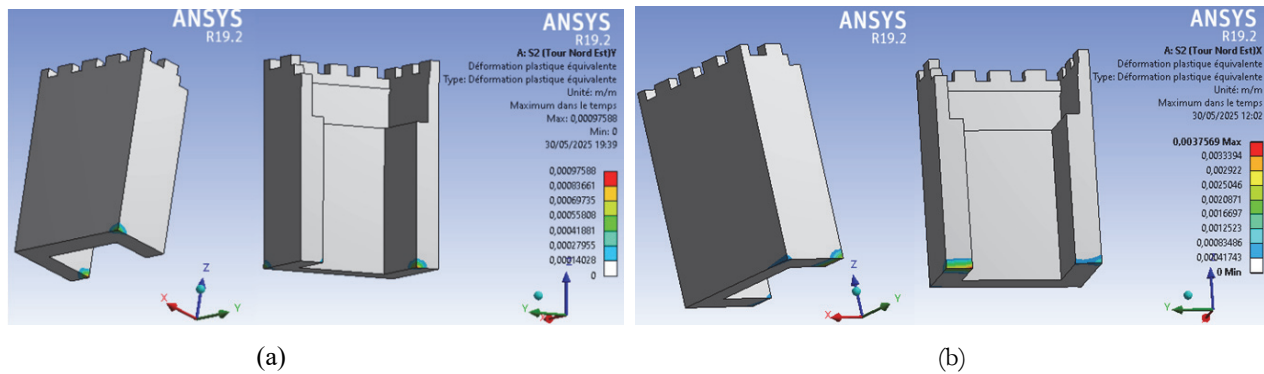 ANSYS
R19.2
ANSYS
R19.2
A: S2 (Tour Nord Est)Y
Déformation plastique équivalente
Type: Déformation plastique équivalente
Unité: m/m
Maximum dans le temps
Max: 0,00097588
Min: 0
30/05/2025 19:39
0,00097588
0,00083661
0,00069735
0,00055808
0,00041881
0,00027955
0,00014028
0
X
Z
Y
Z
Y
X
(a)
ANSYS
R19.2
ANSYS
R19.2
A: S2 (Tour Nord Est)X
Déformation plastique équivalente
Type: Déformation plastique équivalente
Unité: m/m
Maximum dans le temps
30/05/2025 12:02
0,0037569 Max
0,0033394
0,002922
0,0025046
0,0020871
0,0016697
0,0012523
0,00083486
0,00041743
0 Min
X
Z
Y
Z
Y
X
(b)